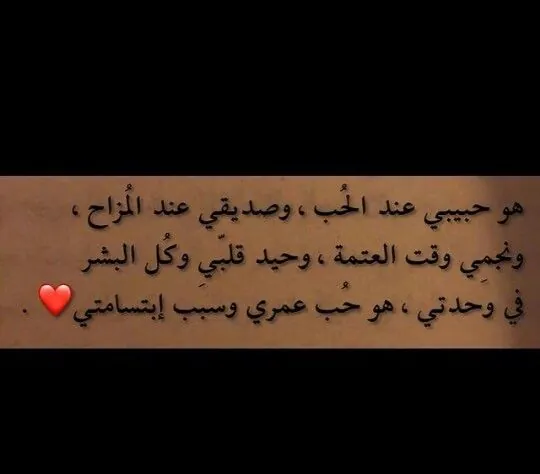 هو حبيبي عند الحُب ، وصديقي عند المُزاح ،
ونجمِي وقت العتمة ، وحيد قلبّيِ وكُل البشر
في وحدتي ، هو حُب عمري وسبب إبتسامتي❤️ .